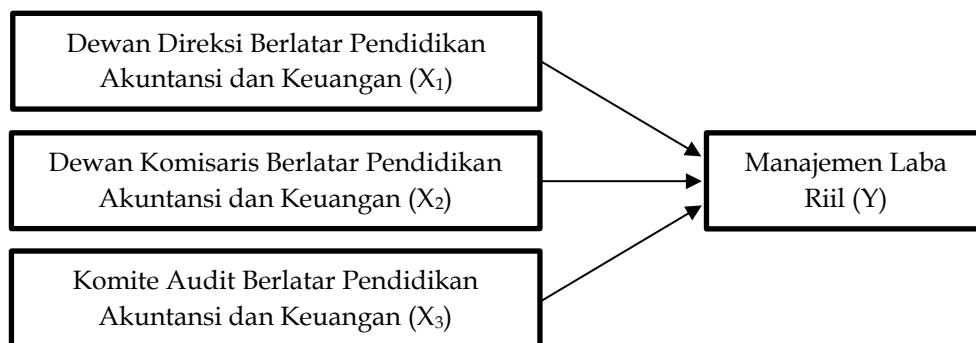 Dewan Direksi Berlatar Pendidikan
Akuntansi dan Keuangan (X₁)
Dewan Komisaris Berlatar Pendidikan
Akuntansi dan Keuangan (X₂)
Komite Audit Berlatar Pendidikan
Akuntansi dan Keuangan (X₃)
Manajemen Laba
Riil (Y)